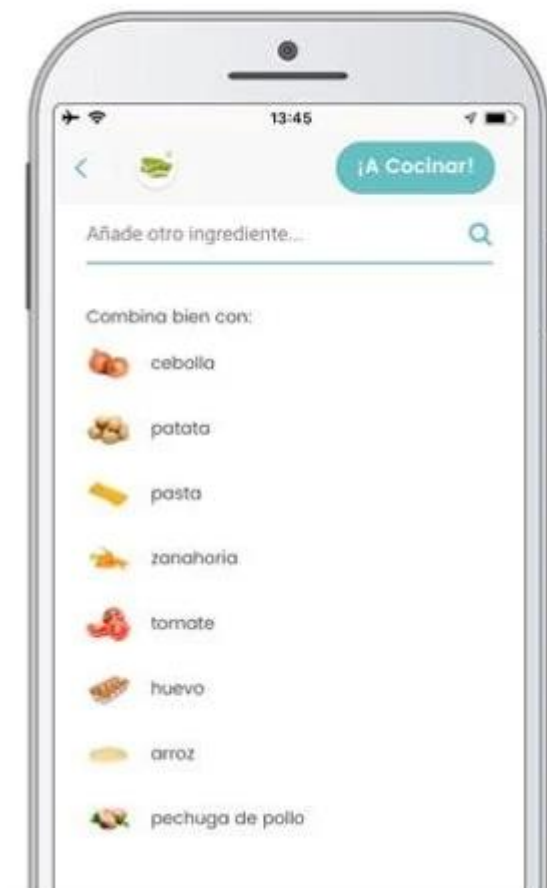 13:45
¡A Cocinar!
Añade otro ingrediente...
Combina bien con:
cebolla
patata
pasta
zanahoria
tomate
huevo
arroz
pechuga de pollo